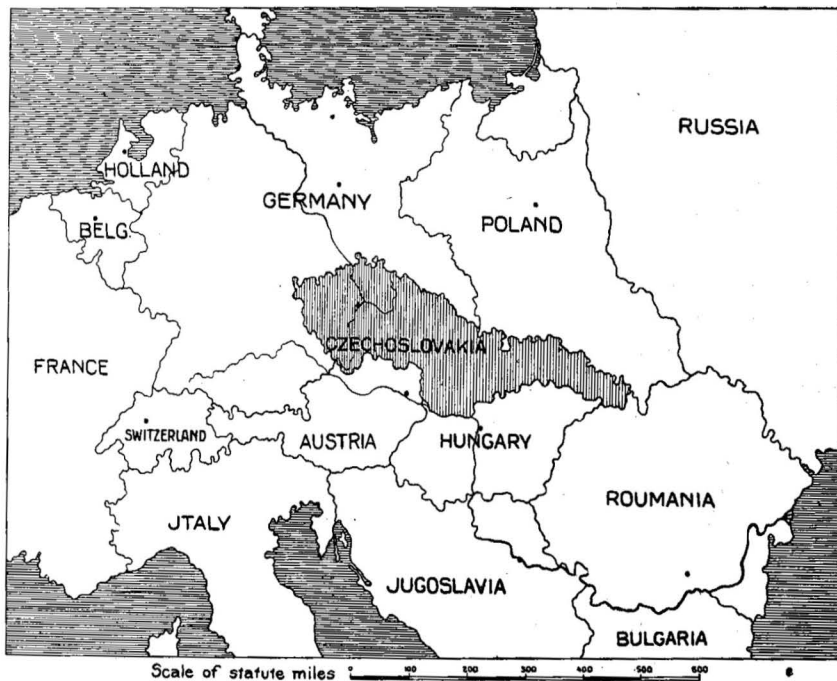 RUSSIA
HOLLAND
GERMANY
POLAND
BELG.
CZECHOSLOVAKIA
FRANCE
SWITZERLAND
AUSTRIA
HUNGARY
ROUMANIA
JTALY
JUGOSLAVIA
BULGARIA
Scale of statute miles 0 100 200 300 400 500 600